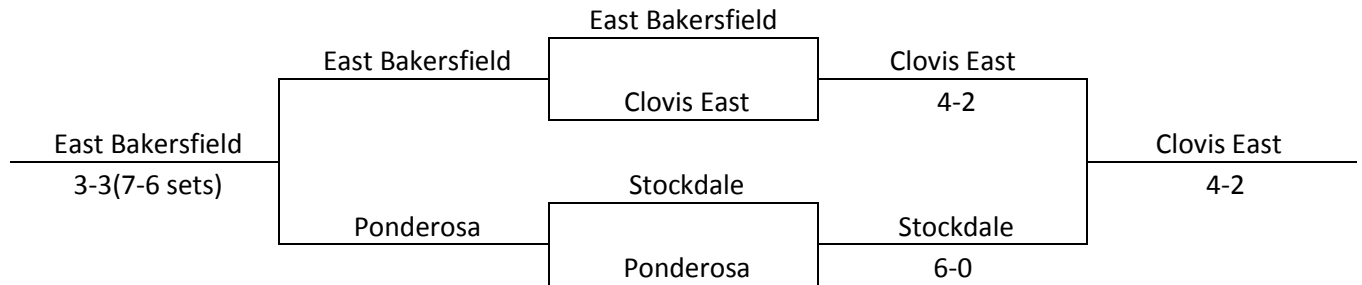 East Bakersfield
East Bakersfield
Clovis East
Clovis East
4-2
East Bakersfield
Clovis East
3-3(7-6 sets)
Stockdale
4-2
Ponderosa
Stockdale
Ponderosa
6-0